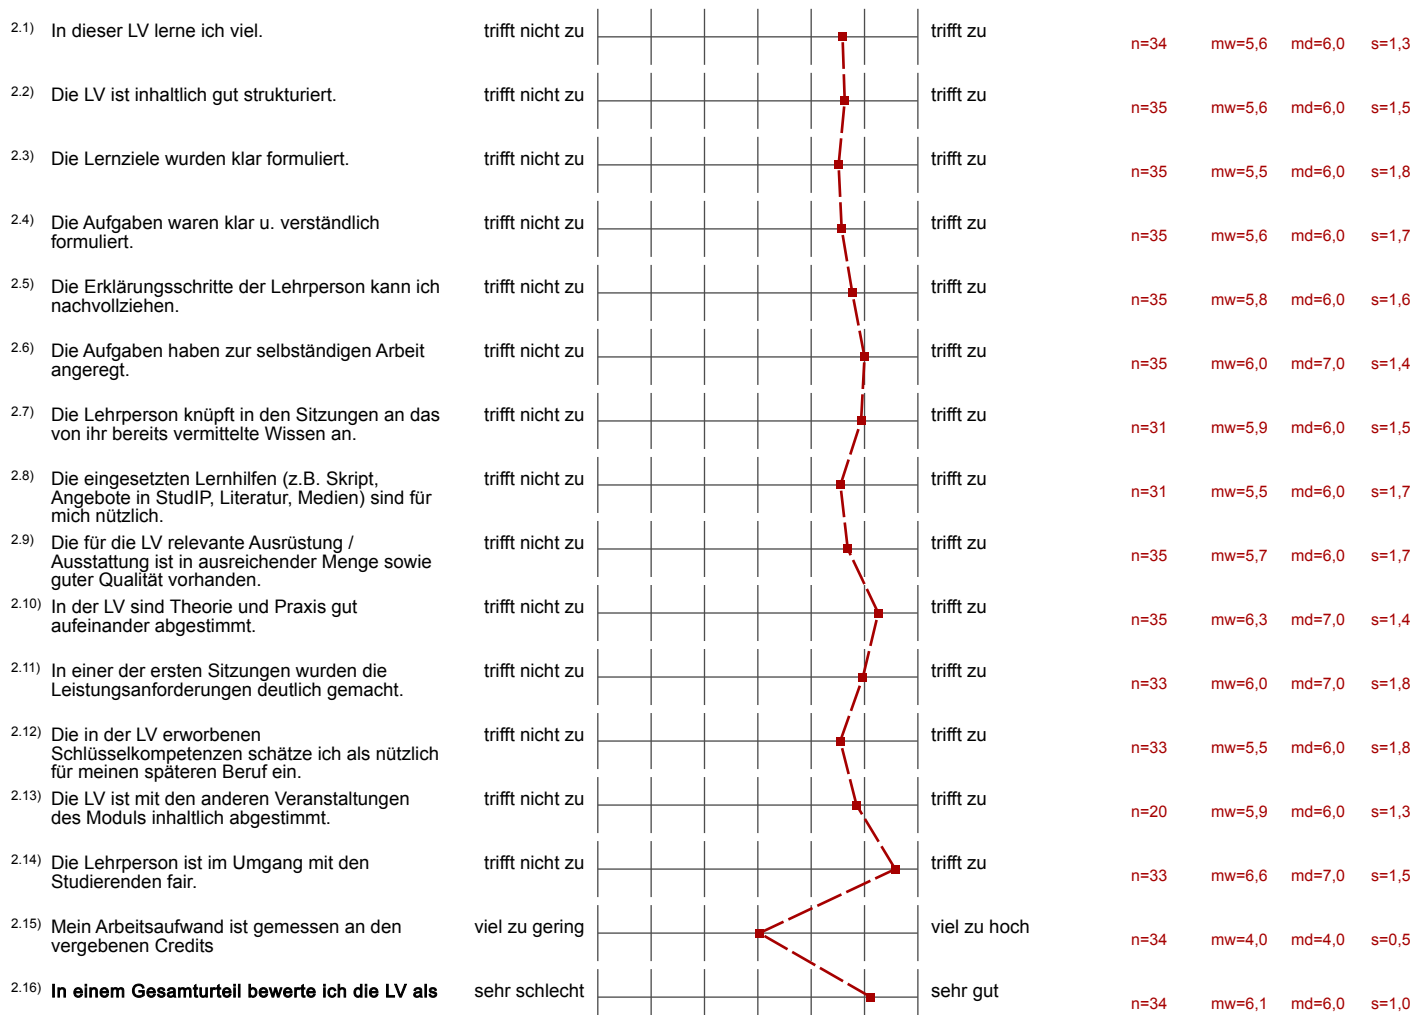 2.1) In dieser LV lerne ich viel. trifft nicht zu trifft zu n=34 mw=5,6 md=6,0 s=1,3
2.2) Die LV ist inhaltlich gut strukturiert. trifft nicht zu trifft zu n=35 mw=5,6 md=6,0 s=1,5
2.3) Die Lernziele wurden klar formuliert. trifft nicht zu trifft zu n=35 mw=5,5 md=6,0 s=1,8
2.4) Die Aufgaben waren klar u. verständlich trifft nicht zu trifft zu
formuliert. n=35 mw=5,6 md=6,0 s=1,7
2.5) Die Erklärungsschritte der Lehrperson kann ich trifft nicht zu trifft zu
nachvollziehen. n=35 mw=5,8 md=6,0 s=1,6
2.6) Die Aufgaben haben zur selbständigen Arbeit trifft nicht zu trifft zu
angeregt. n=35 mw=6,0 md=7,0 s=1,4
2.7) Die Lehrperson knüpft in den Sitzungen an das trifft nicht zu trifft zu
von ihr bereits vermittelte Wissen an. n=31 mw=5,9 md=6,0 s=1,5
2.8) Die eingesetzten Lernhilfen (z.B. Skript, trifft nicht zu trifft zu
Angebote in StudIP, Literatur, Medien) sind für n=31 mw=5,5 md=6,0 s=1,7
mich nützlich.
2.9) Die für die LV relevante Ausrüstung / trifft nicht zu trifft zu
Ausstattung ist in ausreichender Menge sowie n=35 mw=5,7 md=6,0 s=1,7
guter Qualität vorhanden.
2.10) In der LV sind Theorie und Praxis gut trifft nicht zu trifft zu
aufeinander abgestimmt. n=35 mw=6,3 md=7,0 s=1,4
2.11) In einer der ersten Sitzungen wurden die trifft nicht zu trifft zu
Leistungsanforderungen deutlich gemacht. n=33 mw=6,0 md=7,0 s=1,8
2.12) Die in der LV erworbenen trifft nicht zu trifft zu
Schlüsselkompetenzen schätze ich als nützlich n=33 mw=5,5 md=6,0 s=1,8
für meinen späteren Beruf ein.
2.13) Die LV ist mit den anderen Veranstaltungen trifft nicht zu trifft zu
des Moduls inhaltlich abgestimmt. n=20 mw=5,9 md=6,0 s=1,3
2.14) Die Lehrperson ist im Umgang mit den trifft nicht zu trifft zu
Studierenden fair. n=33 mw=6,6 md=7,0 s=1,5
2.15) Mein Arbeitsaufwand ist gemessen an den viel zu gering viel zu hoch
vergebenen Credits n=34 mw=4,0 md=4,0 s=0,5
2.16) In einem Gesamturteil bewerte ich die LV als sehr schlecht sehr gut n=34 mw=6,1 md=6,0 s=1,0